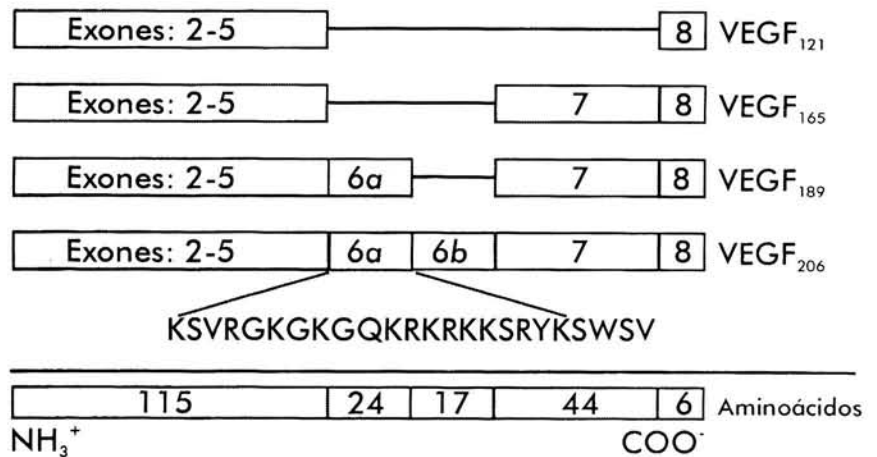 Exones: 2-5 8 VEGF₁₂₁
Exones: 2-5 7 8 VEGF₁₆₅
Exones: 2-5 6a 7 8 VEGF₁₈₉
Exones: 2-5 6a 6b 7 8 VEGF₂₀₆
KSVRGKGKGQKRKRKKSRYKSWSV
115 24 17 44 6 Aminoácidos
NH₃⁺ COO⁻